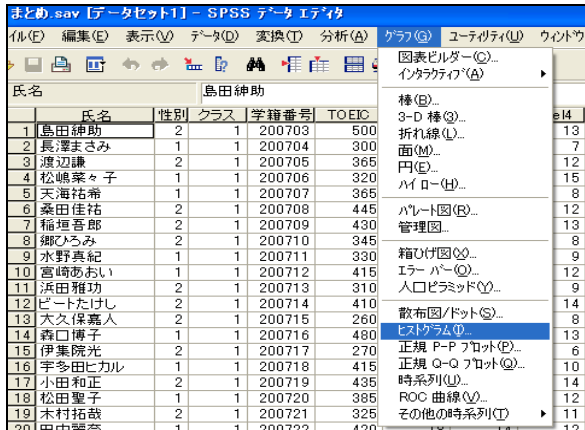 まとめ.sav [データセット1] - SPSS データ エディタ
イル(F) 編集(E) 表示(V) データ(D) 変換(T) 分析(A) グラフ(G) ユーティリティ(U) ウィンドウ
氏名 島田紳助
氏名 性別 クラス 学籍番号 TOEIC el4
1 島田紳助 2 1 200703 500 13
2 長澤まさみ 1 1 200704 300 7
3 渡辺謙 2 1 200705 365 12
4 松嶋菜々子 1 1 200706 320 15
5 天海祐希 1 1 200707 365 8
6 桑田佳祐 2 1 200708 445 12
7 稲垣吾郎 2 1 200709 430 13
8 郷ひろみ 2 1 200710 345 8
9 水野真紀 1 1 200711 330 9
10 宮崎あおい 1 1 200712 415 12
11 浜田雅功 2 1 200713 310 9
12 ビートたけし 2 1 200714 410 14
13 大久保嘉人 2 1 200715 260 8
14 森口博子 1 1 200716 480 13
15 伊集院光 2 1 200717 270 6
16 宇多田ヒカル 1 1 200718 415 10
17 小田和正 2 1 200719 435 14
18 松田聖子 1 1 200720 385 12
19 木村拓哉 2 1 200721 325 11
20 田中麗奈 1 1 200722 420 12
図表ビルダー(C)...
インタラクティブ(A)
棒(B)...
3-D 棒(3)...
折れ線(L)...
面(M)...
円(E)...
ハイ ロー(H)...
パレート図(R)...
管理図...
箱ひげ図(X)...
エラー バー(O)...
人口ピラミッド(Y)...
散布図/ドット(S)...
ヒストグラム(I)...
正規 P-P プロット(P)...
正規 Q-Q プロット(Q)...
時系列(U)...
ROC 曲線(V)...
その他の時系列(T)